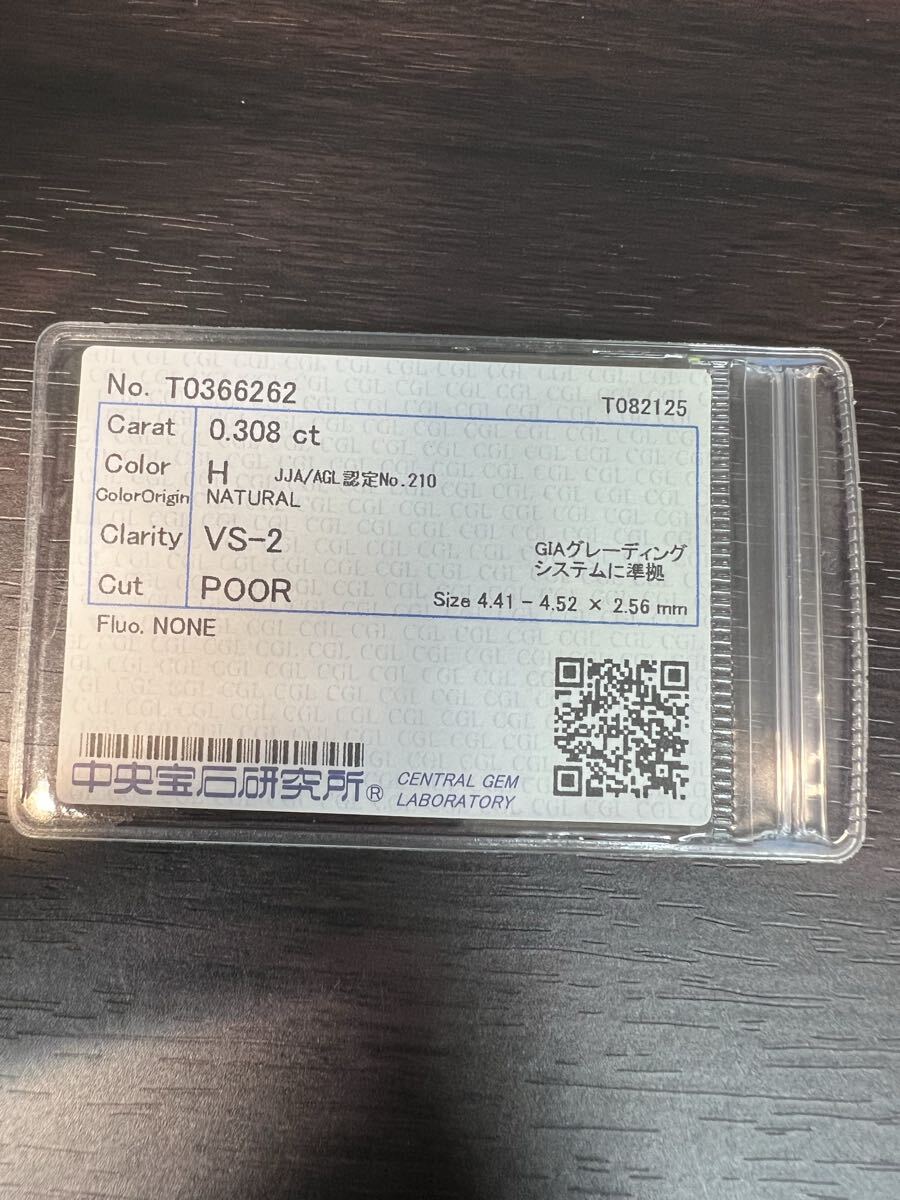 No. T0366262
T082125
Carat 0.308 ct
Color H JJA/AGL認定No.210
ColorOrigin NATURAL
Clarity VS-2
GIAグレーディング
システムに準拠
Cut POOR
Size 4.41 - 4.52 × 2.56 mm
Fluo. NONE
中央宝石研究所® CENTRAL GEM
LABORATORY